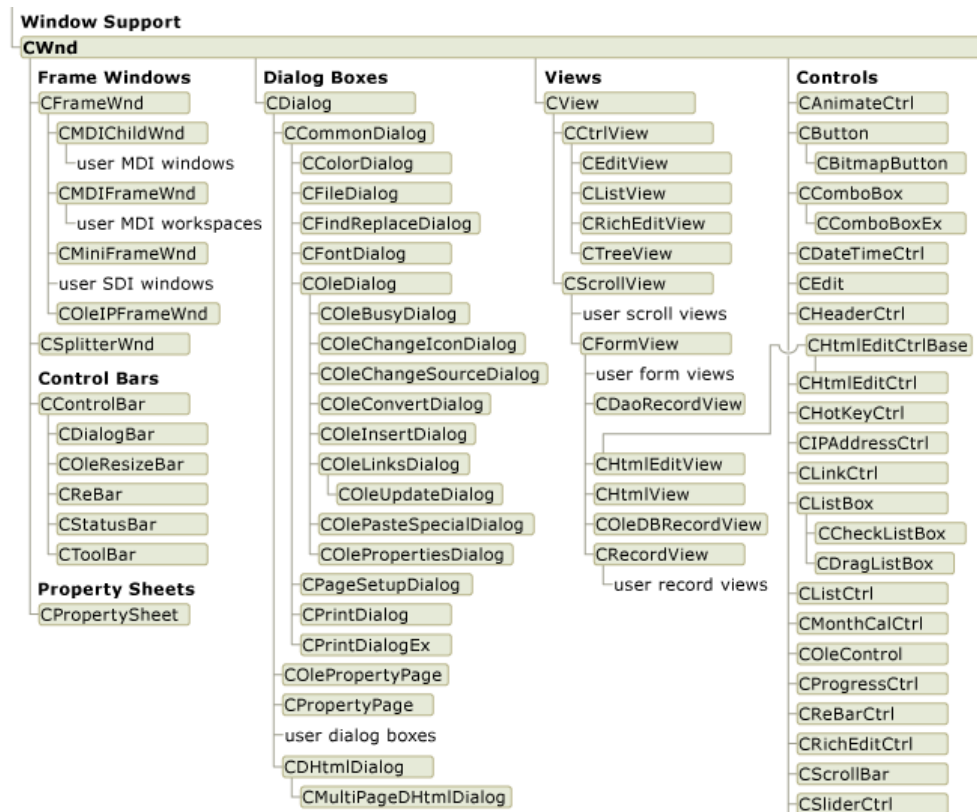 Window Support
CWnd
Frame Windows
CFrameWnd
CMDIChildWnd
user MDI windows
CMDIFrameWnd
user MDI workspaces
CMiniFrameWnd
user SDI windows
COleIPFrameWnd
CSplitterWnd
Control Bars
CControlBar
CDialogBar
COleResizeBar
CReBar
CStatusBar
CToolBar
Property Sheets
CPropertySheet
Dialog Boxes
CDialog
CCommonDialog
CColorDialog
CFileDialog
CFindReplaceDialog
CFontDialog
COleDialog
COleBusyDialog
COleChangeIconDialog
COleChangeSourceDialog
COleConvertDialog
COleInsertDialog
COleLinksDialog
COleUpdateDialog
COlePasteSpecialDialog
COlePropertiesDialog
CPageSetupDialog
CPrintDialog
CPrintDialogEx
COlePropertyPage
CPropertyPage
user dialog boxes
CDHtmlDialog
CMultiPageDHtmlDialog
Views
CView
CCtrlView
CEditView
CListView
CRichEditView
CTreeView
CScrollView
user scroll views
CFormView
user form views
CDaoRecordView
CHtmlEditView
CHtmlView
COleDBRecordView
CRecordView
user record views
Controls
CAnimateCtrl
CButton
CBitmapButton
CComboBox
CComboBoxEx
CDateTimeCtrl
CEdit
CHeaderCtrl
CHtmlEditCtrlBase
CHtmlEditCtrl
CHotKeyCtrl
CIPAddressCtrl
CLinkCtrl
CListBox
CCheckListBox
CDragListBox
CListCtrl
CMonthCalCtrl
COleControl
CProgressCtrl
CReBarCtrl
CRichEditCtrl
CScrollBar
CSliderCtrl